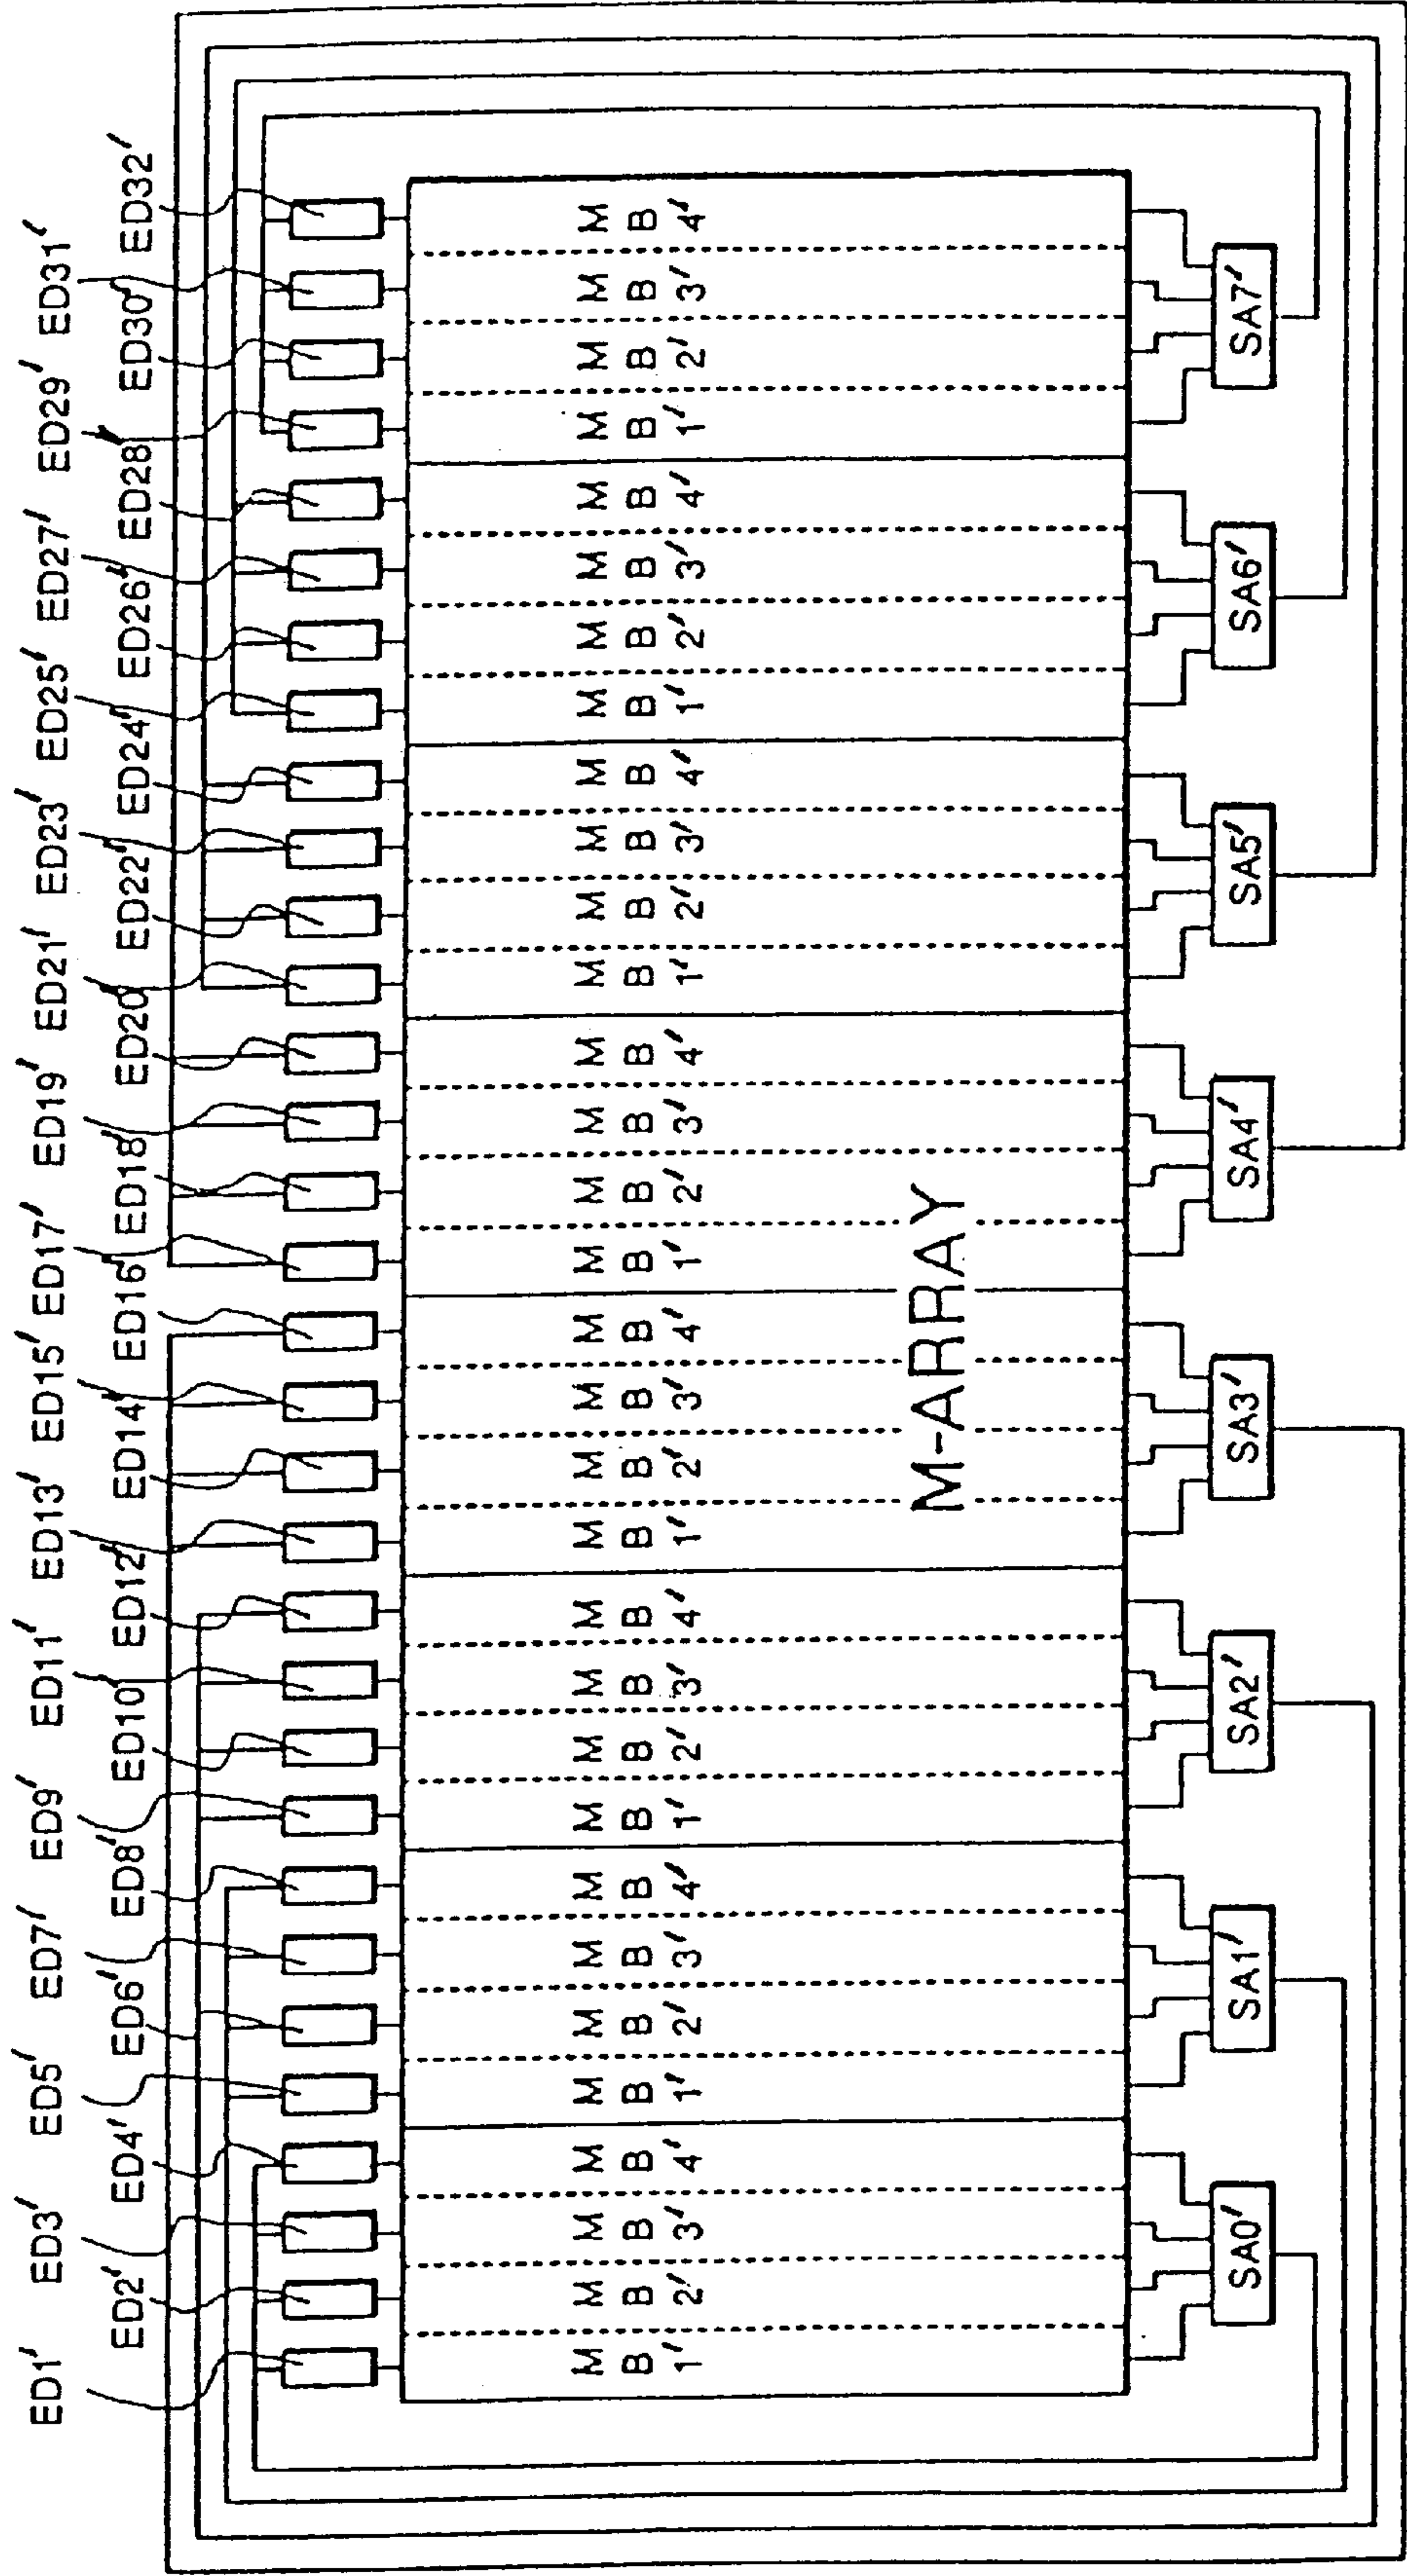 ED1' ED3' ED5' ED7' ED9' ED11' ED13' ED15' ED17' ED19' ED21' ED23' ED25' ED27' ED29' ED31'
ED2' ED4' ED6' ED8' ED10' ED12' ED14' ED16' ED18' ED20' ED22' ED24' ED26' ED28' ED30' ED32'
MB1' MB2' MB3' MB4' MB1' MB2' MB3' MB4' MB1' MB2' MB3' MB4' MB1' MB2' MB3' MB4' MB1' MB2' MB3' MB4' MB1' MB2' MB3' MB4' MB1' MB2' MB3' MB4' MB1' MB2' MB3' MB4'
M-ARRAY
SA0' SA1' SA2' SA3' SA4' SA5' SA6' SA7'